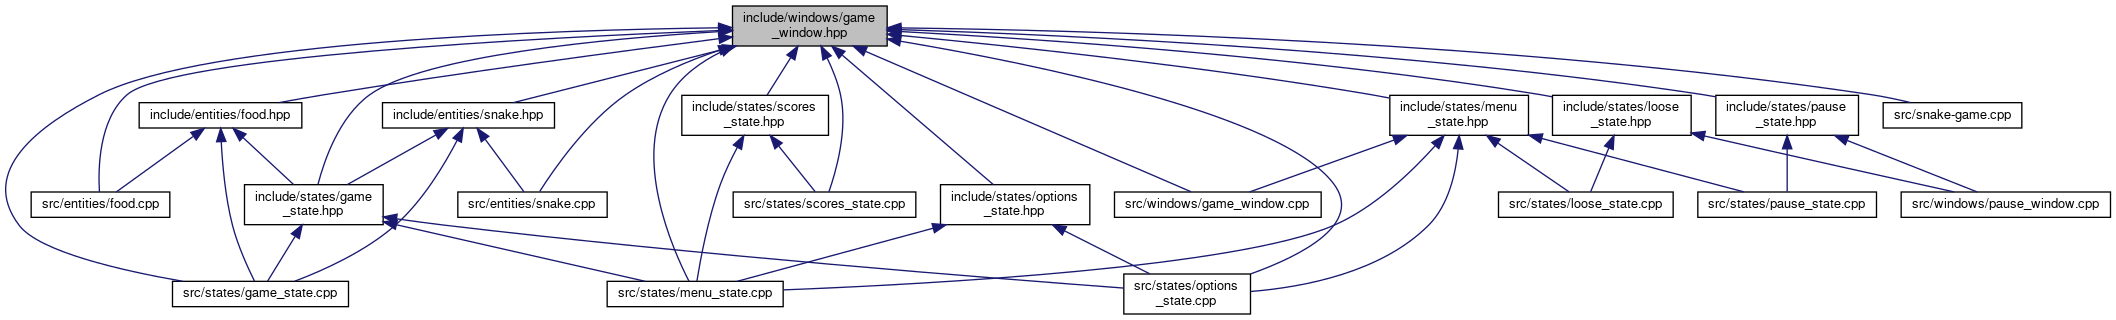 include/windows/game
_window.hpp
include/entities/food.hpp
include/entities/snake.hpp
include/states/scores
_state.hpp
include/states/menu
_state.hpp
include/states/loose
_state.hpp
include/states/pause
_state.hpp
src/snake-game.cpp
src/entities/food.cpp
include/states/game
_state.hpp
src/entities/snake.cpp
src/states/scores_state.cpp
include/states/options
_state.hpp
src/windows/game_window.cpp
src/states/loose_state.cpp
src/states/pause_state.cpp
src/windows/pause_window.cpp
src/states/game_state.cpp
src/states/menu_state.cpp
src/states/options
_state.cpp